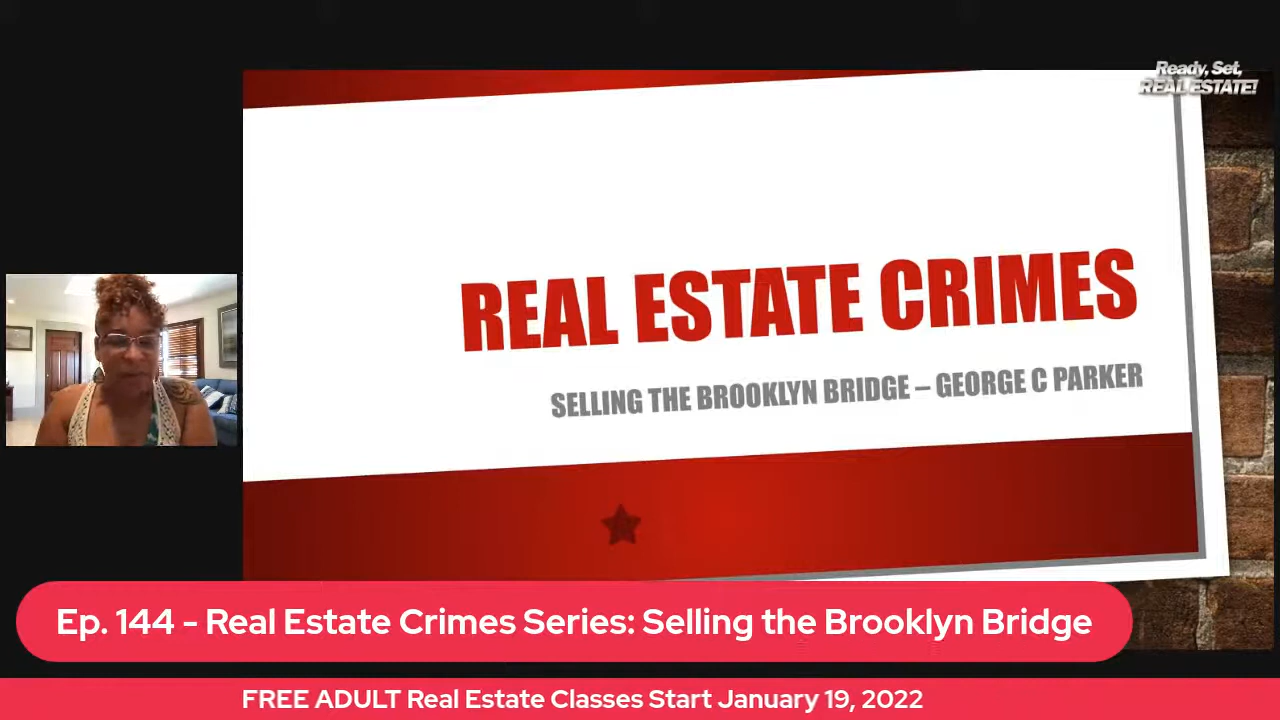 Ready, Set,
REAL ESTATE!
REAL ESTATE CRIMES
SELLING THE BROOKLYN BRIDGE – GEORGE C PARKER
Ep. 144 - Real Estate Crimes Series: Selling the Brooklyn Bridge
FREE ADULT Real Estate Classes Start January 19, 2022